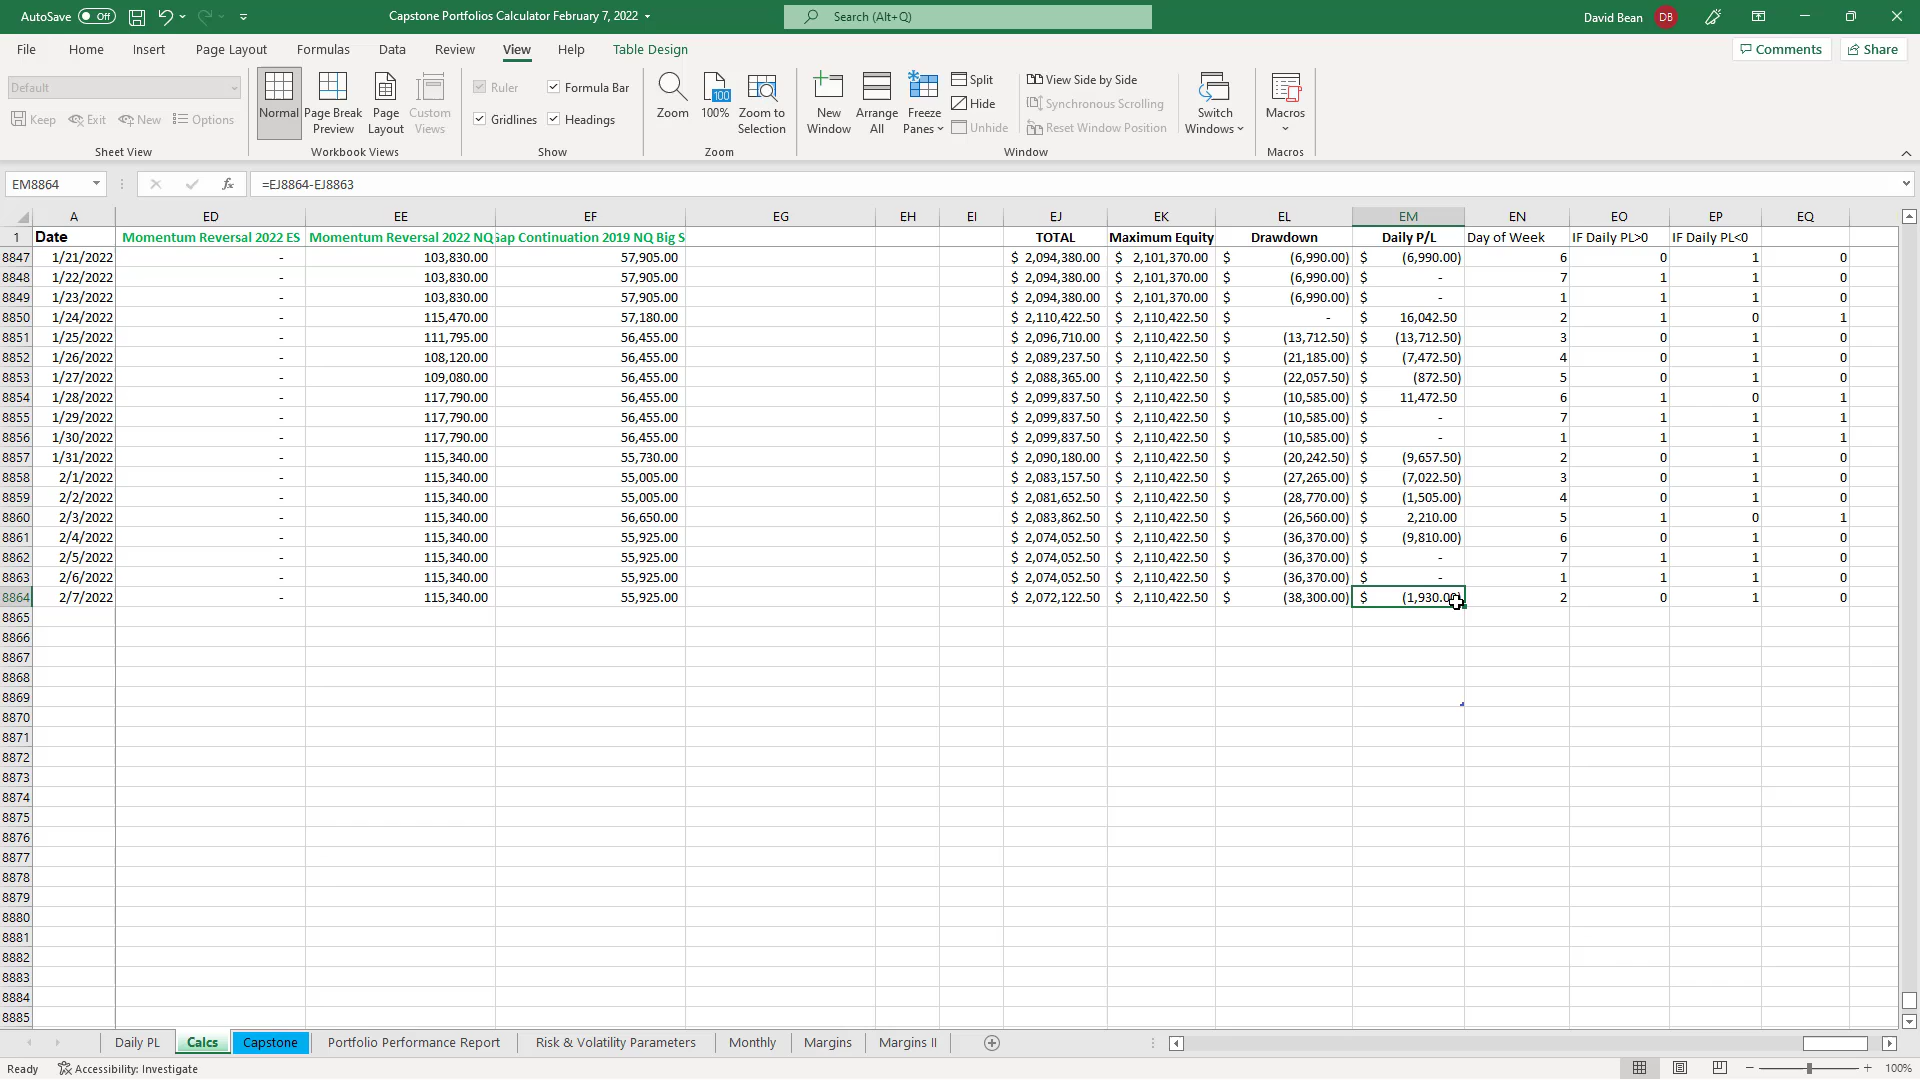 AutoSave Off
Capstone Portfolios Calculator February 7, 2022
Search (Alt+Q)
David Bean DB
File Home Insert Page Layout Formulas Data Review View Help Table Design
Comments Share
Default
Keep Exit New Options
Sheet View
Normal
Page Break Preview
Page Layout
Custom Views
Workbook Views
Ruler Formula Bar
Gridlines Headings
Show
Zoom
100 100%
Zoom to Selection
Zoom
New Window
Arrange All
Freeze Panes
Split
Hide
Unhide
View Side by Side
Synchronous Scrolling
Reset Window Position
Window
Switch Windows
Macros
Macros
EM8864 fx =EJ8864-EJ8863
A ED EE EF EG EH EI EJ EK EL EM EN EO EP EQ
1 Date Momentum Reversal 2022 ES Momentum Reversal 2022 NQ Gap Continuation 2019 NQ Big S TOTAL Maximum Equity Drawdown Daily P/L Day of Week IF Daily PL>0 IF Daily PL<0
8847 1/21/2022 - 103,830.00 57,905.00 $ 2,094,380.00 $ 2,101,370.00 $ (6,990.00) $ (6,990.00) 6 0 1 0
8848 1/22/2022 - 103,830.00 57,905.00 $ 2,094,380.00 $ 2,101,370.00 $ (6,990.00) $ - 7 1 1 0
8849 1/23/2022 - 103,830.00 57,905.00 $ 2,094,380.00 $ 2,101,370.00 $ (6,990.00) $ - 1 1 1 0
8850 1/24/2022 - 115,470.00 57,180.00 $ 2,110,422.50 $ 2,110,422.50 $ - $ 16,042.50 2 1 0 1
8851 1/25/2022 - 111,795.00 56,455.00 $ 2,096,710.00 $ 2,110,422.50 $ (13,712.50) $ (13,712.50) 3 0 1 0
8852 1/26/2022 - 108,120.00 56,455.00 $ 2,089,237.50 $ 2,110,422.50 $ (21,185.00) $ (7,472.50) 4 0 1 0
8853 1/27/2022 - 109,080.00 56,455.00 $ 2,088,365.00 $ 2,110,422.50 $ (22,057.50) $ (872.50) 5 0 1 0
8854 1/28/2022 - 117,790.00 56,455.00 $ 2,099,837.50 $ 2,110,422.50 $ (10,585.00) $ 11,472.50 6 1 0 1
8855 1/29/2022 - 117,790.00 56,455.00 $ 2,099,837.50 $ 2,110,422.50 $ (10,585.00) $ - 7 1 1 1
8856 1/30/2022 - 117,790.00 56,455.00 $ 2,099,837.50 $ 2,110,422.50 $ (10,585.00) $ - 1 1 1 1
8857 1/31/2022 - 115,340.00 55,730.00 $ 2,090,180.00 $ 2,110,422.50 $ (20,242.50) $ (9,657.50) 2 0 1 0
8858 2/1/2022 - 115,340.00 55,005.00 $ 2,083,157.50 $ 2,110,422.50 $ (27,265.00) $ (7,022.50) 3 0 1 0
8859 2/2/2022 - 115,340.00 55,005.00 $ 2,081,652.50 $ 2,110,422.50 $ (28,770.00) $ (1,505.00) 4 0 1 0
8860 2/3/2022 - 115,340.00 56,650.00 $ 2,083,862.50 $ 2,110,422.50 $ (26,560.00) $ 2,210.00 5 1 0 1
8861 2/4/2022 - 115,340.00 55,925.00 $ 2,074,052.50 $ 2,110,422.50 $ (36,370.00) $ (9,810.00) 6 0 1 0
8862 2/5/2022 - 115,340.00 55,925.00 $ 2,074,052.50 $ 2,110,422.50 $ (36,370.00) $ - 7 1 1 0
8863 2/6/2022 - 115,340.00 55,925.00 $ 2,074,052.50 $ 2,110,422.50 $ (36,370.00) $ - 1 1 1 0
8864 2/7/2022 - 115,340.00 55,925.00 $ 2,072,122.50 $ 2,110,422.50 $ (38,300.00) $ (1,930.00) 2 0 1 0
8865
8866
8867
8868
8869
8870
8871
8872
8873
8874
8875
8876
8877
8878
8879
8880
8881
8882
8883
8884
8885
Daily PL Calcs Capstone Portfolio Performance Report Risk & Volatility Parameters Monthly Margins Margins II
Ready Accessibility: Investigate 100%